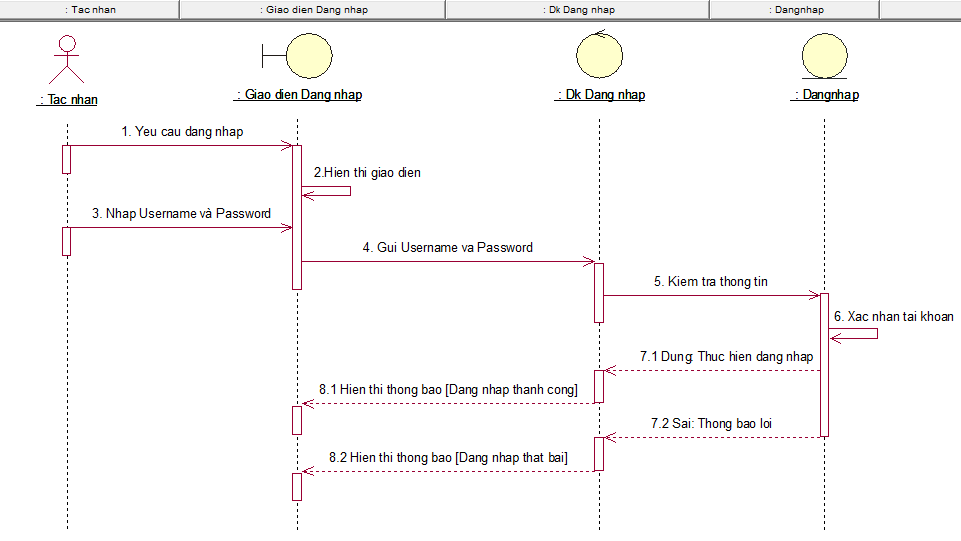 : Tac nhan
: Giao dien Dang nhap
: Dk Dang nhap
: Dangnhap
: Tac nhan
: Giao dien Dang nhap
: Dk Dang nhap
: Dangnhap
1. Yeu cau dang nhap
2.Hien thi giao dien
3. Nhap Username và Password
4. Gui Username va Password
5. Kiem tra thong tin
6. Xac nhan tai khoan
7.1 Dung: Thuc hien dang nhap
8.1 Hien thi thong bao [Dang nhap thanh cong]
7.2 Sai: Thong bao loi
8.2 Hien thi thong bao [Dang nhap that bai]